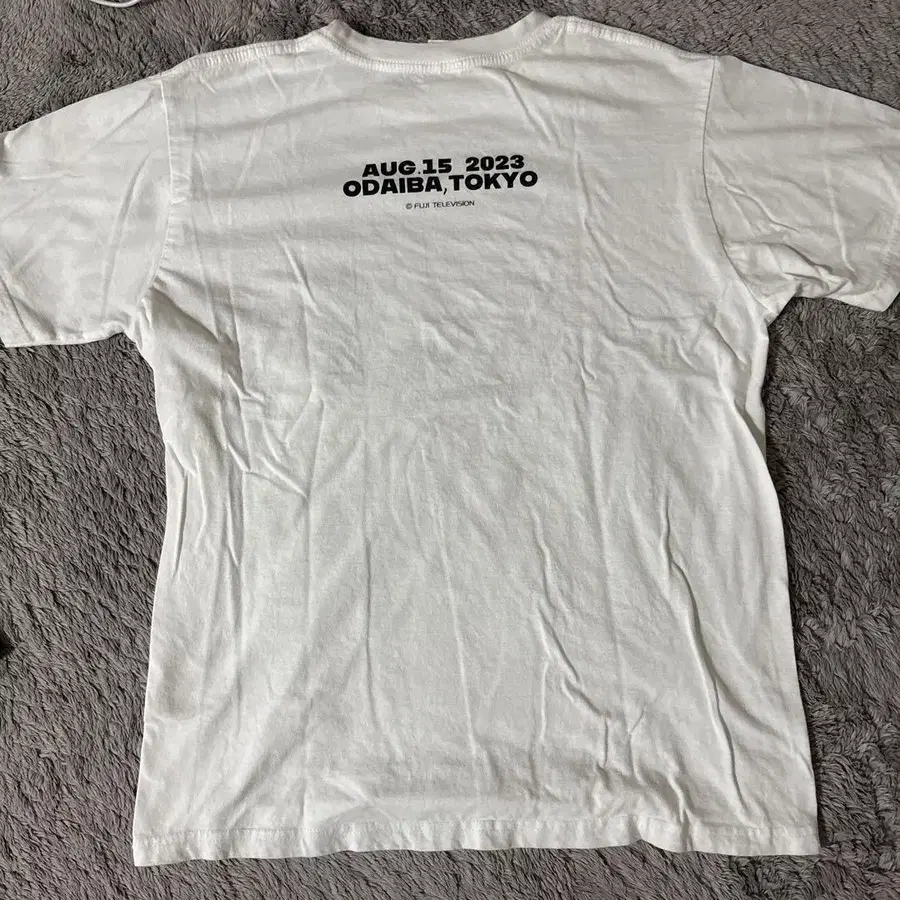 AUG.15 2023
ODAIBA,TOKYO
© FUJI TELEVISION